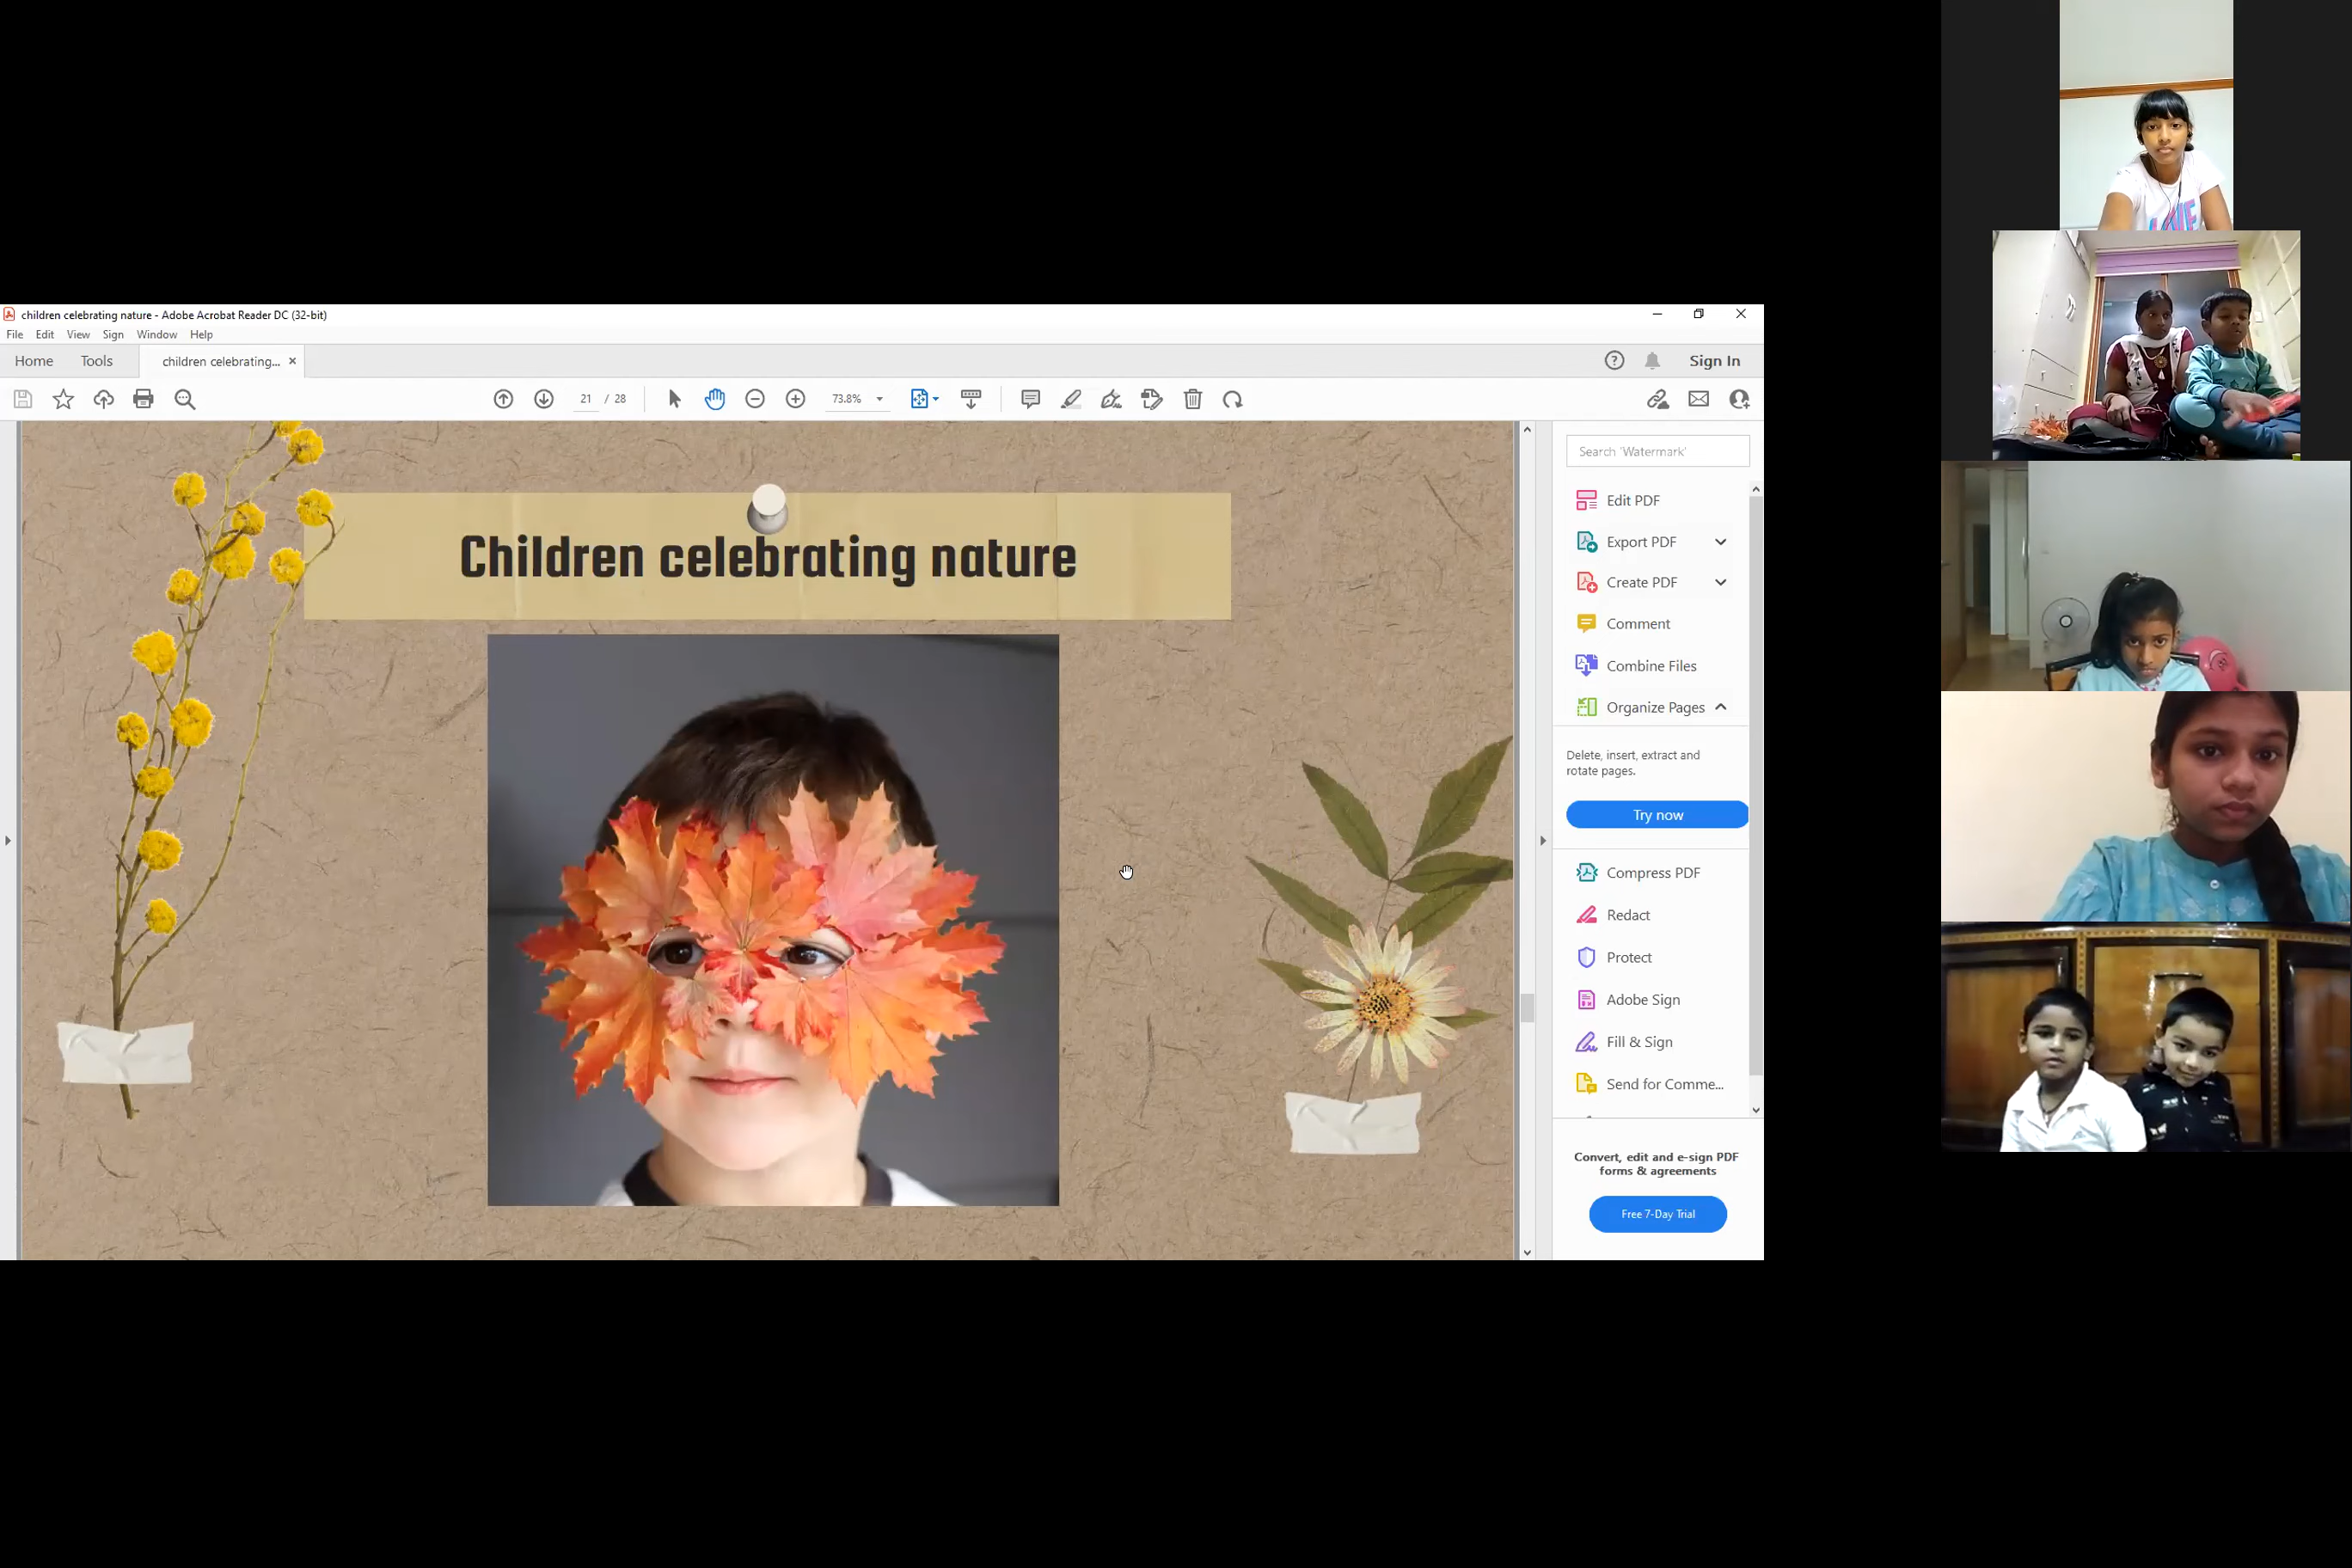 children celebrating nature - Adobe Acrobat Reader DC (32-bit)
File Edit View Sign Window Help
Home Tools children celebrating... × Sign In
21 / 28 73.8%
Children celebrating nature
Search 'Watermark'
Edit PDF
Export PDF
Create PDF
Comment
Combine Files
Organize Pages
Delete, insert, extract and
rotate pages.
Try now
Compress PDF
Redact
Protect
Adobe Sign
Fill & Sign
Send for Comme...
Convert, edit and e-sign PDF
forms & agreements
Free 7-Day Trial
LOVE